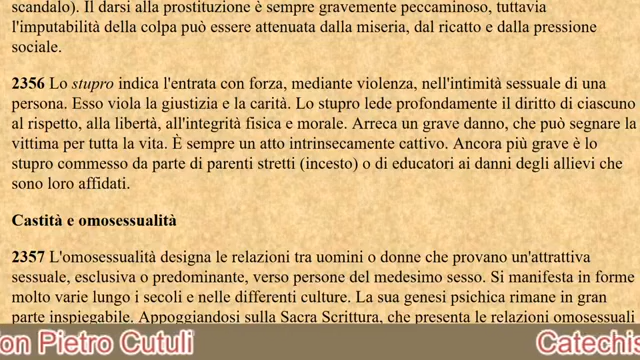 scandalo). Il darsi alla prostituzione è sempre gravemente peccaminoso, tuttavia
l'imputabilità della colpa può essere attenuata dalla miseria, dal ricatto e dalla pressione
sociale.
2356 Lo stupro indica l'entrata con forza, mediante violenza, nell'intimità sessuale di una
persona. Esso viola la giustizia e la carità. Lo stupro lede profondamente il diritto di ciascuno
al rispetto, alla libertà, all'integrità fisica e morale. Arreca un grave danno, che può segnare la
vittima per tutta la vita. È sempre un atto intrinsecamente cattivo. Ancora più grave è lo
stupro commesso da parte di parenti stretti (incesto) o di educatori ai danni degli allievi che
sono loro affidati.
Castità e omosessualità
2357 L'omosessualità designa le relazioni tra uomini o donne che provano un'attrattiva
sessuale, esclusiva o predominante, verso persone del medesimo sesso. Si manifesta in forme
molto varie lungo i secoli e nelle differenti culture. La sua genesi psichica rimane in gran
parte inspiegabile. Appoggiandosi sulla Sacra Scrittura, che presenta le relazioni omosessuali
on Pietro Cutuli Catechis